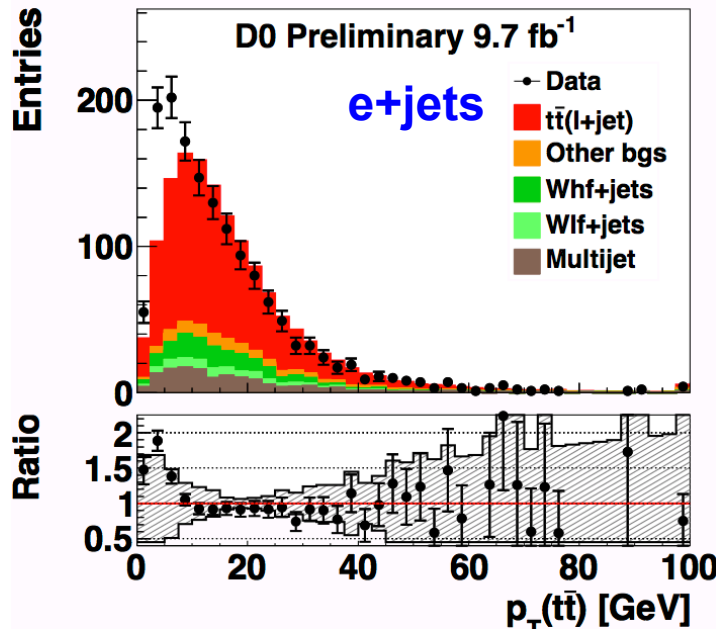 D0 Preliminary 9.7 fb⁻¹
e+jets
Data
tt̄(l+jet)
Other bgs
Whf+jets
Wlf+jets
Multijet
Entries
200
100
0
Ratio
2
1.5
1
0.5
0 20 40 60 80 100
p_T(tt̄) [GeV]